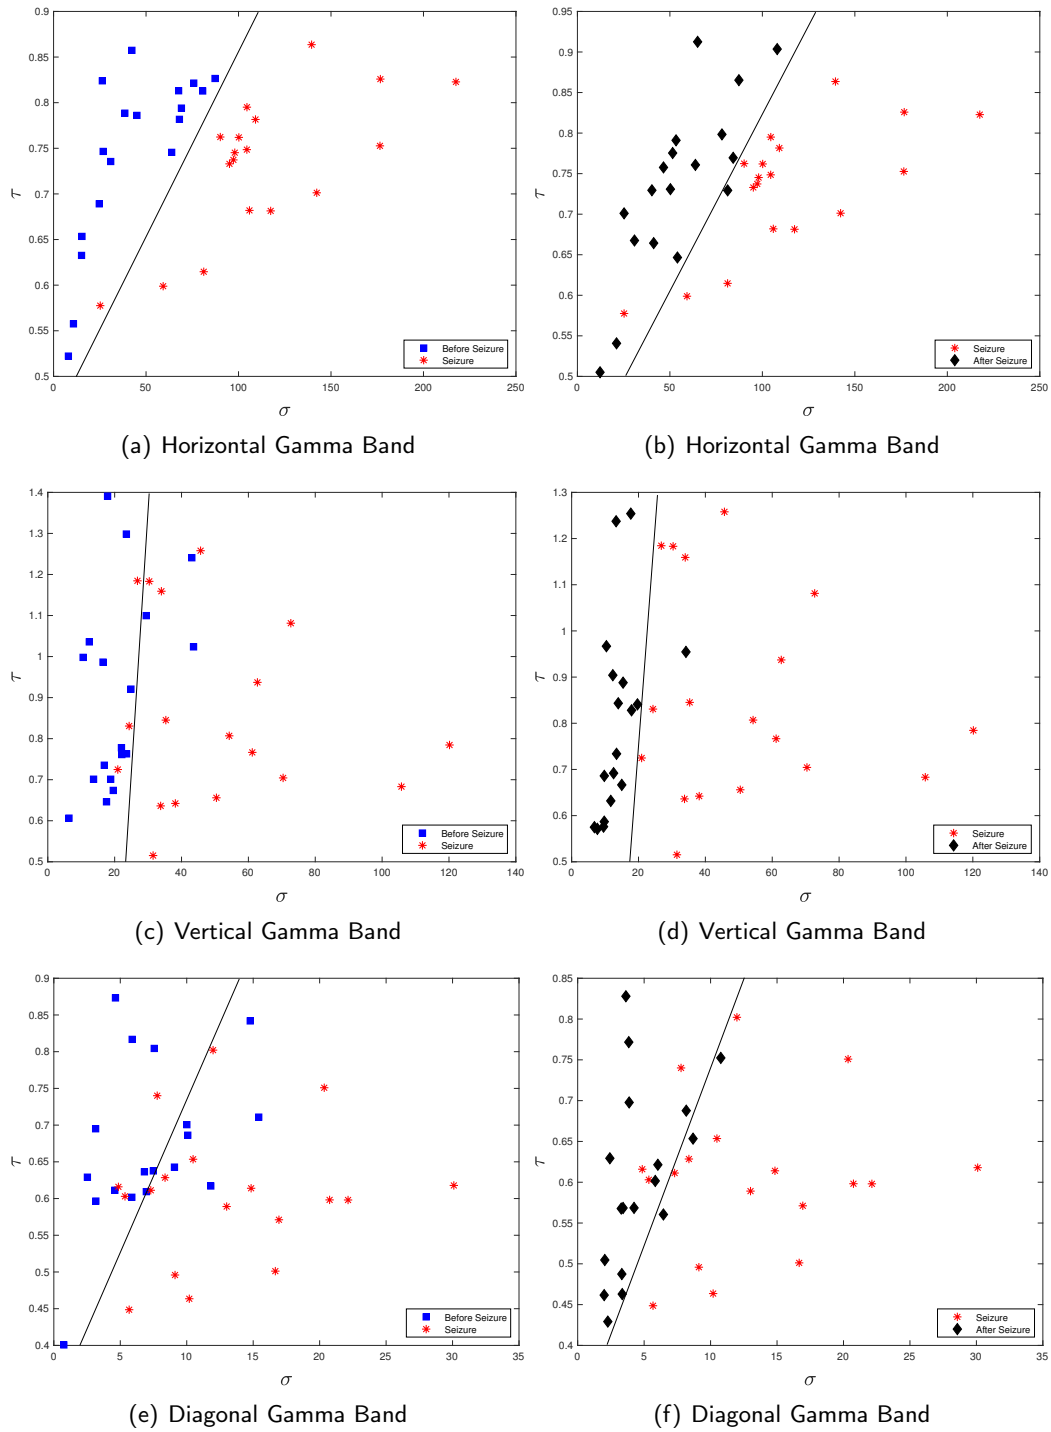 0.9
0.85
0.8
0.75
0.7
0.65
0.6
0.55
0.5
τ
0 50 100 150 200 250
σ
Before Seizure
Seizure
(a) Horizontal Gamma Band
0.95
0.9
0.85
0.8
0.75
0.7
0.65
0.6
0.55
0.5
τ
0 50 100 150 200 250
σ
Seizure
After Seizure
(b) Horizontal Gamma Band
1.4
1.3
1.2
1.1
1
0.9
0.8
0.7
0.6
0.5
τ
0 20 40 60 80 100 120 140
σ
Before Seizure
Seizure
(c) Vertical Gamma Band
1.3
1.2
1.1
1
0.9
0.8
0.7
0.6
0.5
τ
0 20 40 60 80 100 120 140
σ
Seizure
After Seizure
(d) Vertical Gamma Band
0.9
0.85
0.8
0.75
0.7
0.65
0.6
0.55
0.5
0.45
0.4
τ
0 5 10 15 20 25 30 35
σ
Before Seizure
Seizure
(e) Diagonal Gamma Band
0.85
0.8
0.75
0.7
0.65
0.6
0.55
0.5
0.45
0.4
τ
0 5 10 15 20 25 30 35
σ
Seizure
After Seizure
(f) Diagonal Gamma Band